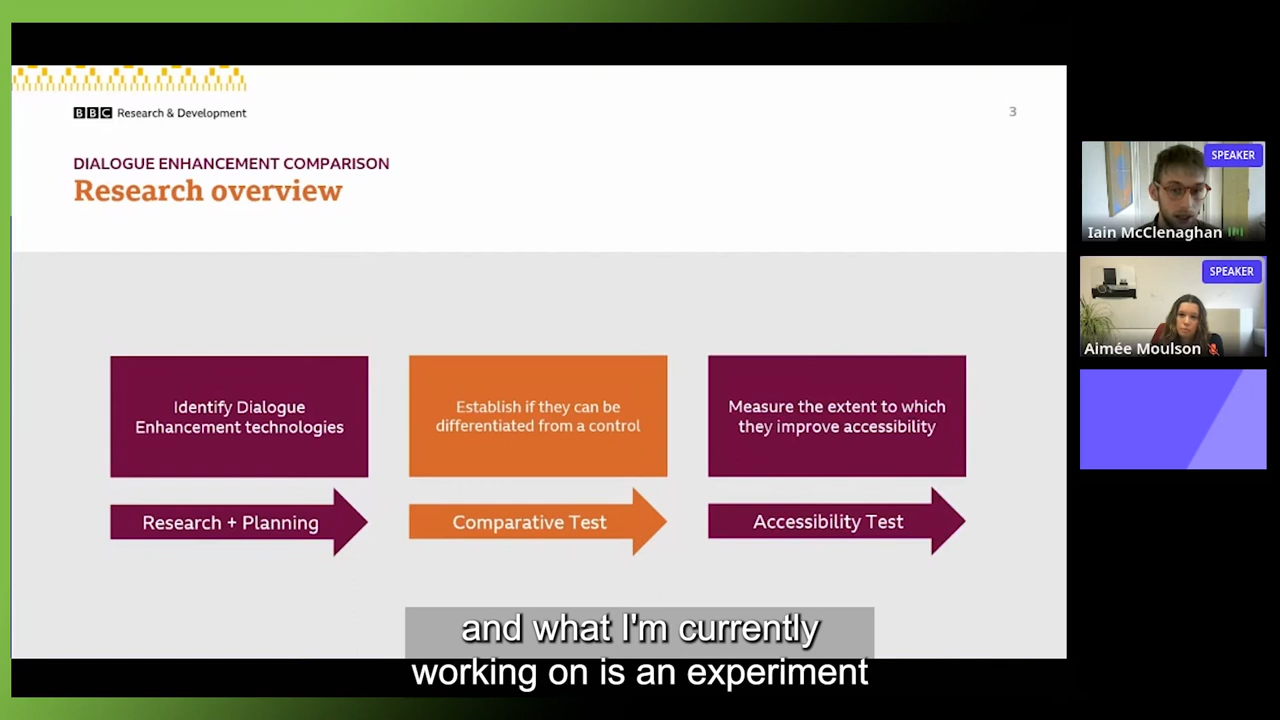 BBC Research & Development
3
DIALOGUE ENHANCEMENT COMPARISON
Research overview
Identify Dialogue
Enhancement technologies
Establish if they can be
differentiated from a control
Measure the extent to which
they improve accessibility
Research + Planning
Comparative Test
Accessibility Test
and what I'm currently
working on is an experiment
SPEAKER
Iain McClenaghan
SPEAKER
Aimée Moulson